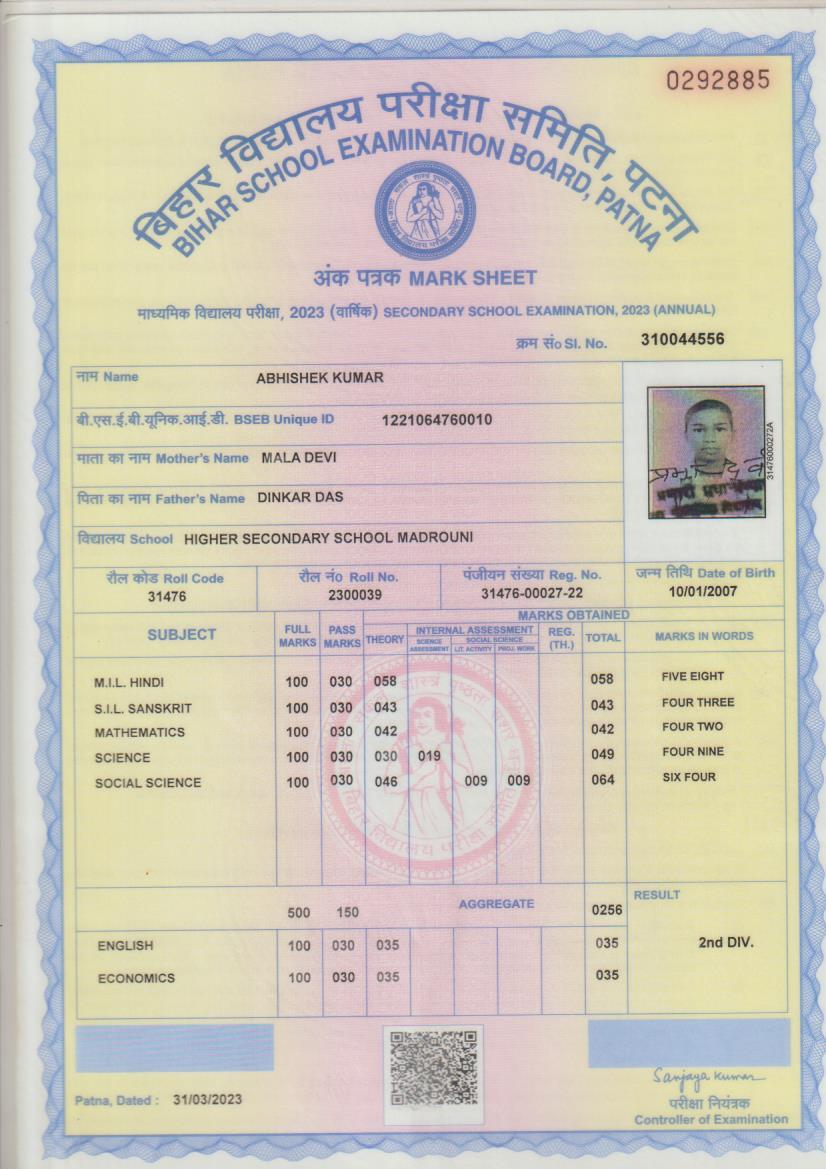 0292885
बिहार विद्यालय परीक्षा समिति, पटना
BIHAR SCHOOL EXAMINATION BOARD, PATNA
अंक पत्रक MARK SHEET
माध्यमिक विद्यालय परीक्षा, 2023 (वार्षिक) SECONDARY SCHOOL EXAMINATION, 2023 (ANNUAL)
क्रम सं० Sl. No. 310044556
नाम Name ABHISHEK KUMAR
बी.एस.ई.बी.यूनिक.आई.डी. BSEB Unique ID 1221064760010
माता का नाम Mother's Name MALA DEVI
पिता का नाम Father's Name DINKAR DAS
विद्यालय School HIGHER SECONDARY SCHOOL MADROUNI
31476000272A
रौल कोड Roll Code रौल नं० Roll No. पंजीयन संख्या Reg. No. जन्म तिथि Date of Birth
31476 2300039 31476-00027-22 10/01/2007
MARKS OBTAINED
SUBJECT FULL MARKS PASS MARKS THEORY INTERNAL ASSESSMENT REG. (TH.) TOTAL MARKS IN WORDS
SCIENCE ASSESSMENT SOCIAL SCIENCE LIT. ACTIVITY PROJ. WORK
M.I.L. HINDI 100 030 058 058 FIVE EIGHT
S.I.L. SANSKRIT 100 030 043 043 FOUR THREE
MATHEMATICS 100 030 042 042 FOUR TWO
SCIENCE 100 030 030 019 049 FOUR NINE
SOCIAL SCIENCE 100 030 046 009 009 064 SIX FOUR
500 150 AGGREGATE 0256 RESULT
ENGLISH 100 030 035 035 2nd DIV.
ECONOMICS 100 030 035 035
Patna, Dated : 31/03/2023
Sanjaya Kumar
परीक्षा नियंत्रक
Controller of Examination